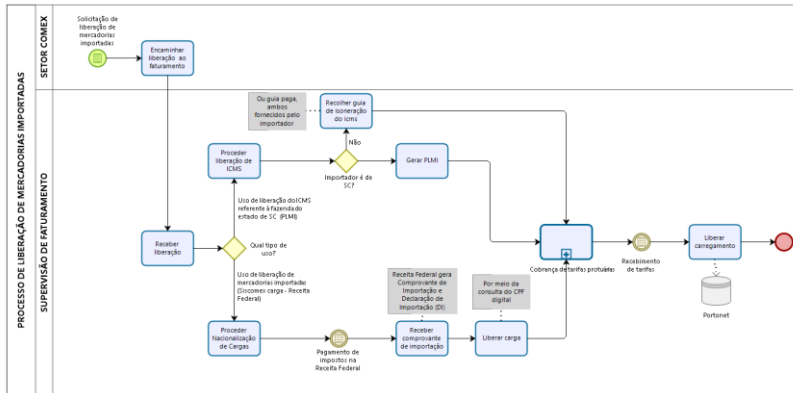 PROCESSO DE LIBERAÇÃO DE MERCADORIAS IMPORTADAS
SETOR COMEX
Solicitação de
liberação de
mercadorias
importadas
Encaminhar
liberação ao
faturamento
SUPERVISÃO DE FATURAMENTO
Ou guia paga,
ambos
fornecidos pelo
importador
Recolher guia
de isoneração
do icms
Não
Proceder
liberação de
ICMS
Importador é de
SC?
Gerar PLMI
Uso de liberação do ICMS
referente à fazenda do
estado de SC (PLMI)
Receber
liberação
Qual tipo de
uso?
Uso de liberação de
mercadorias importadas
(Siscomex carga - Receita
Federal)
Cobrança de tarifas protuárias
Recebimento
de tarifas
Liberar
carregamento
Portonet
Receita Federal gera
Comprovante de
Importação e
Declaração de
Importação (DI)
Por meio da
consulta do CPF
digital
Proceder
Nacionalização
de Cargas
Pagamento de
impostos na
Receita Federal
Receber
comprovante
de importação
Liberar carga